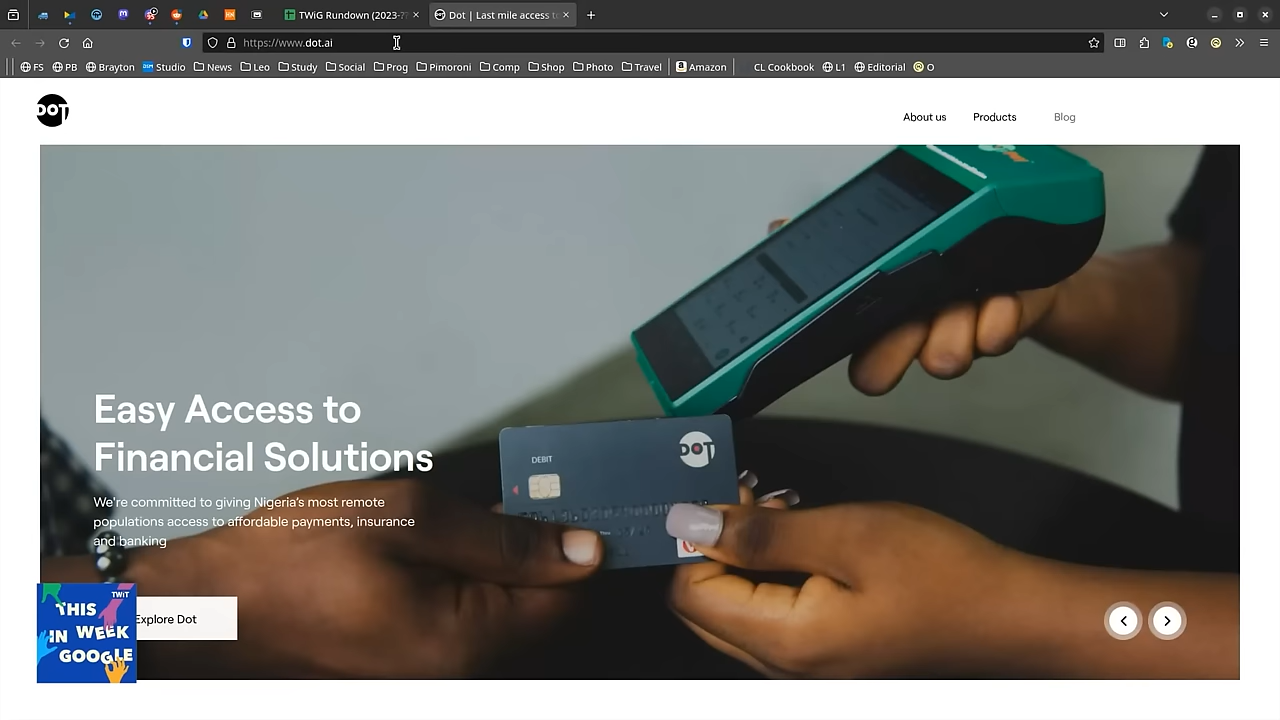 TWiG Rundown (2023-??
Dot | Last mile access to
https://www.dot.ai
FS
PB
Brayton
Studio
News
Leo
Study
Social
Prog
Pimoroni
Comp
Shop
Photo
Travel
Amazon
CL Cookbook
L1
Editorial
O
DOT
About us
Products
Blog
DEBIT
DOT
Easy Access to
Financial Solutions
We're committed to giving Nigeria's most remote
populations access to affordable payments, insurance
and banking
Explore Dot
TWiT
THIS
IN WEEK
GOOGLE